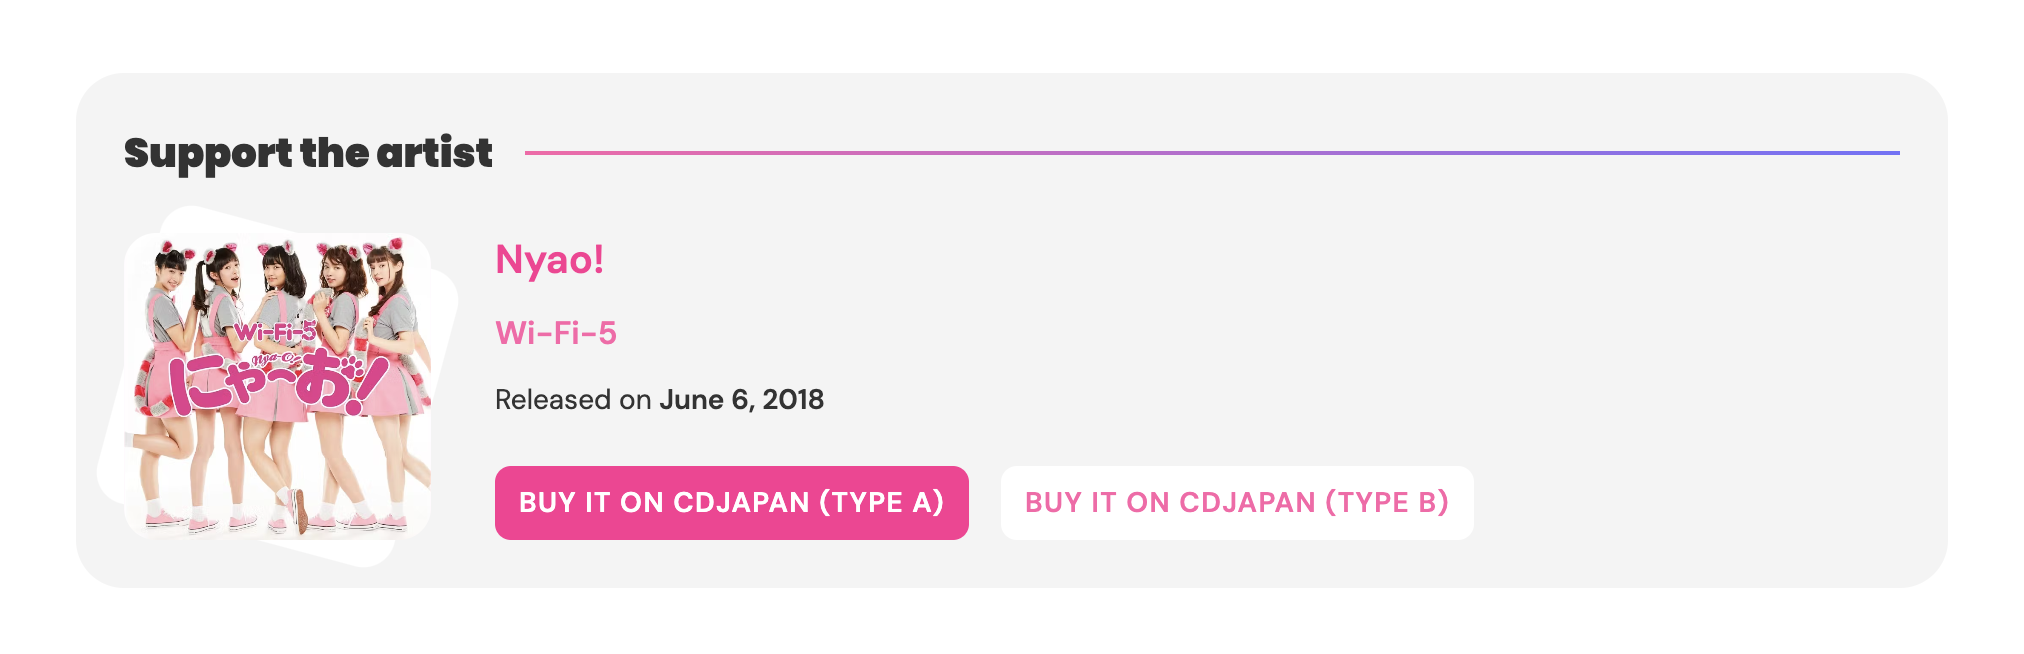 Support the artist
Wi-Fi-5
Nya-O!
にゃ〜お!
Nyao!
Wi-Fi-5
Released on June 6, 2018
BUY IT ON CDJAPAN (TYPE A)
BUY IT ON CDJAPAN (TYPE B)